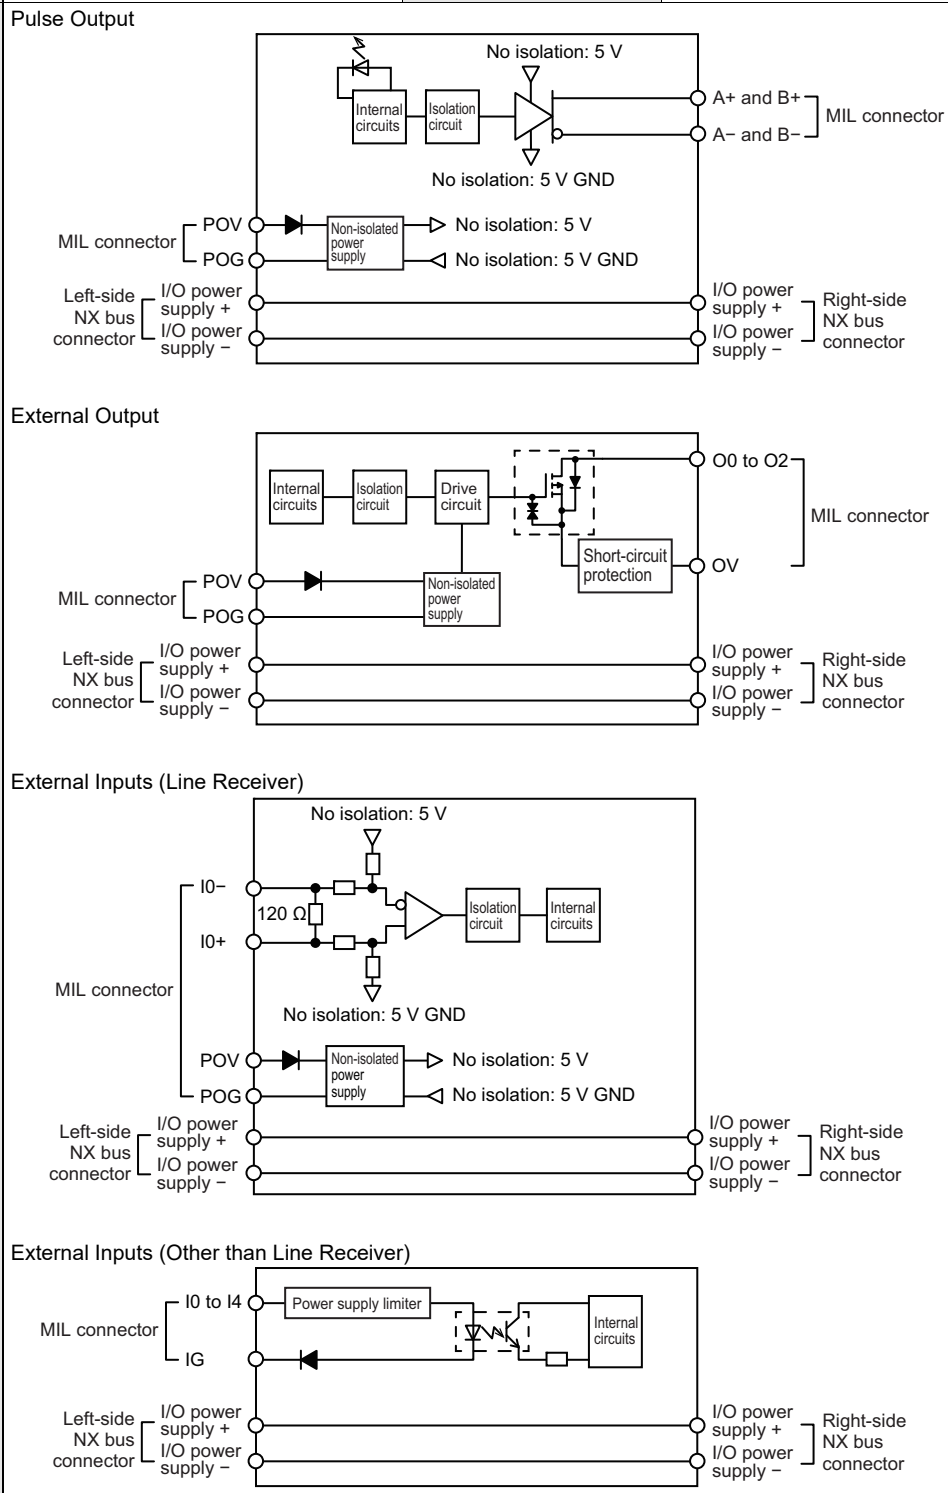 Pulse Output
No isolation: 5 V
Internal
circuits
Isolation
circuit
A+ and B+
A− and B−
MIL connector
No isolation: 5 V GND
MIL connector
POV
POG
Non-isolated
power
supply
No isolation: 5 V
No isolation: 5 V GND
Left-side
NX bus
connector
I/O power
supply +
I/O power
supply −
I/O power
supply +
I/O power
supply −
Right-side
NX bus
connector
External Output
Internal
circuits
Isolation
circuit
Drive
circuit
O0 to O2
MIL connector
Short-circuit
protection
OV
MIL connector
POV
POG
Non-isolated
power
supply
Left-side
NX bus
connector
I/O power
supply +
I/O power
supply −
I/O power
supply +
I/O power
supply −
Right-side
NX bus
connector
External Inputs (Line Receiver)
No isolation: 5 V
I0−
120 Ω
I0+
Isolation
circuit
Internal
circuits
MIL connector
No isolation: 5 V GND
POV
POG
Non-isolated
power
supply
No isolation: 5 V
No isolation: 5 V GND
Left-side
NX bus
connector
I/O power
supply +
I/O power
supply −
I/O power
supply +
I/O power
supply −
Right-side
NX bus
connector
External Inputs (Other than Line Receiver)
MIL connector
I0 to I4
IG
Power supply limiter
Internal
circuits
Left-side
NX bus
connector
I/O power
supply +
I/O power
supply −
I/O power
supply +
I/O power
supply −
Right-side
NX bus
connector